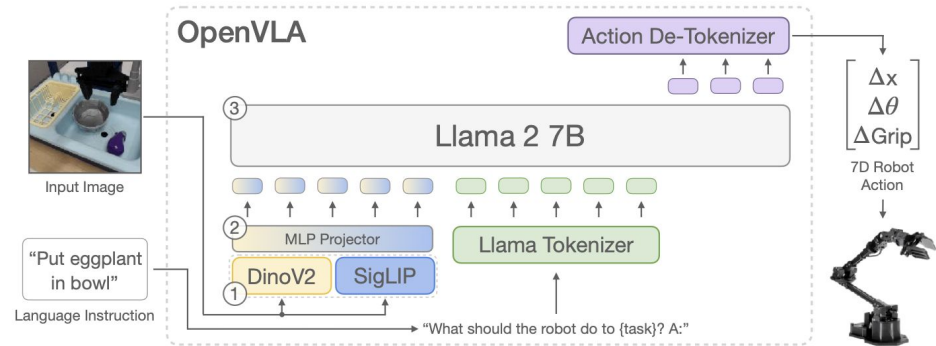 OpenVLA
Action De-Tokenizer
Δx
Δθ
ΔGrip
7D Robot
Action
3
Llama 2 7B
Input Image
2
MLP Projector
Llama Tokenizer
1
DinoV2
SigLIP
“Put eggplant
in bowl”
Language Instruction
“What should the robot do to {task}? A:”